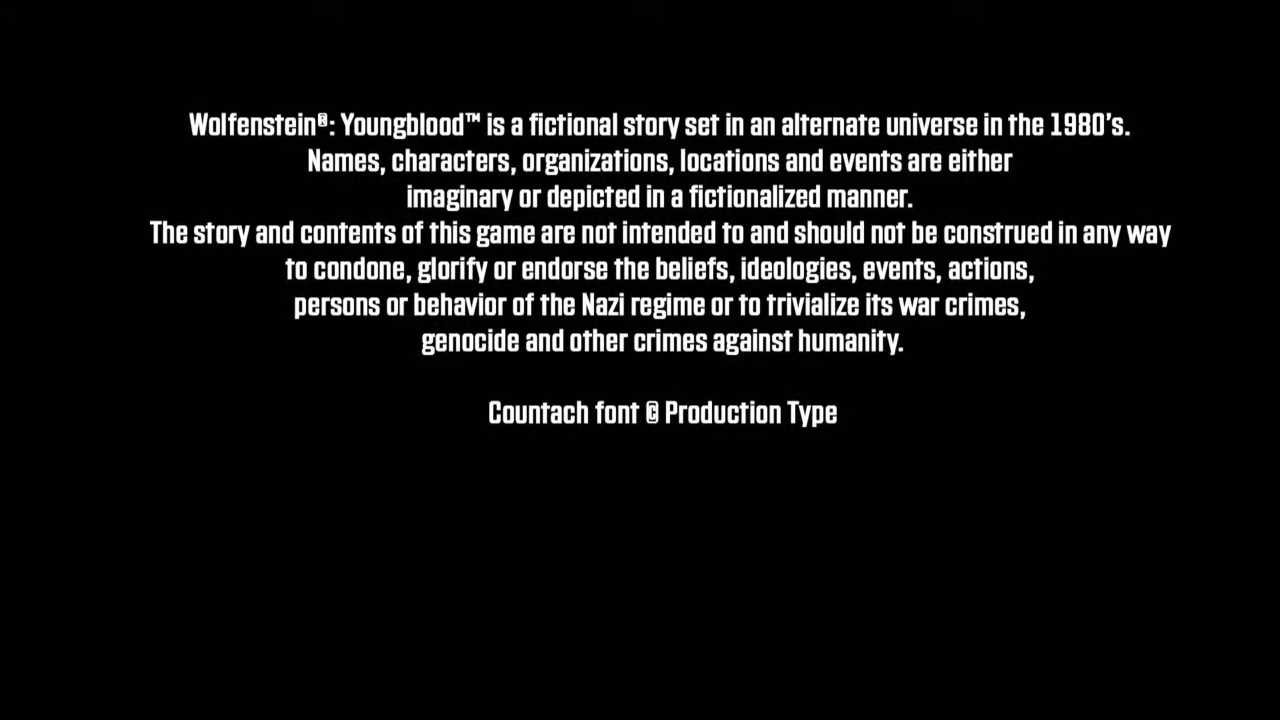 Wolfenstein®: Youngblood™ is a fictional story set in an alternate universe in the 1980's.
Names, characters, organizations, locations and events are either
imaginary or depicted in a fictionalized manner.
The story and contents of this game are not intended to and should not be construed in any way
to condone, glorify or endorse the beliefs, ideologies, events, actions,
persons or behavior of the Nazi regime or to trivialize its war crimes,
genocide and other crimes against humanity.
Countach font © Production Type